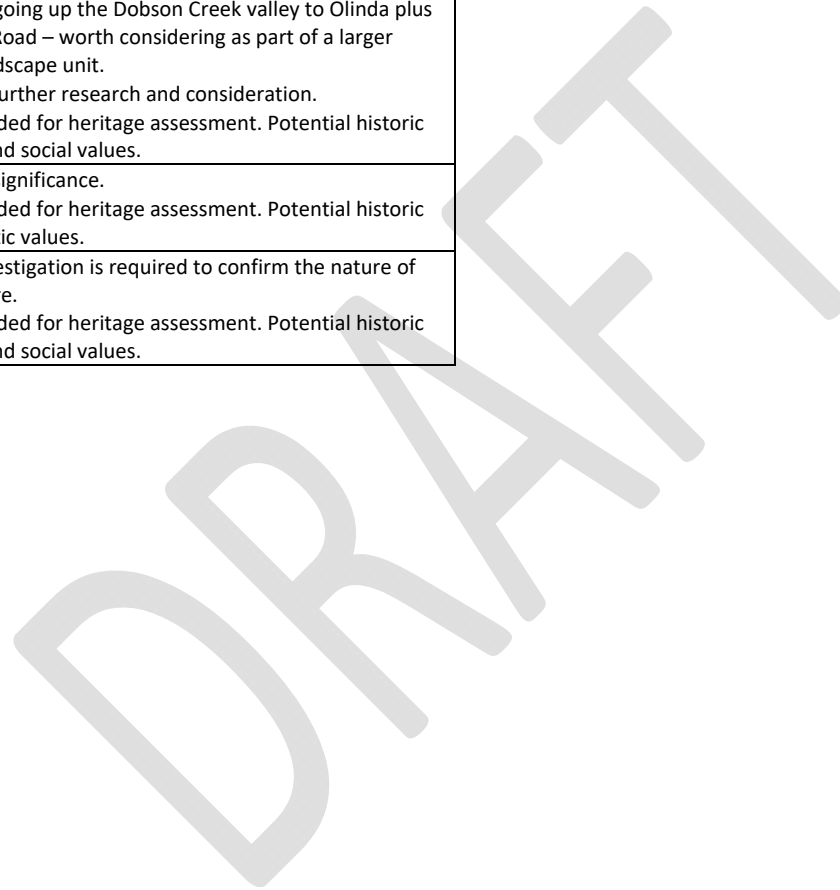 going up the Dobson Creek valley to Olinda plus
Road – worth considering as part of a larger
dscape unit.
urther research and consideration.
ded for heritage assessment. Potential historic
nd social values.
ignificance.
ded for heritage assessment. Potential historic
tic values.
estigation is required to confirm the nature of
e.
ded for heritage assessment. Potential historic
nd social values.
DRAFT